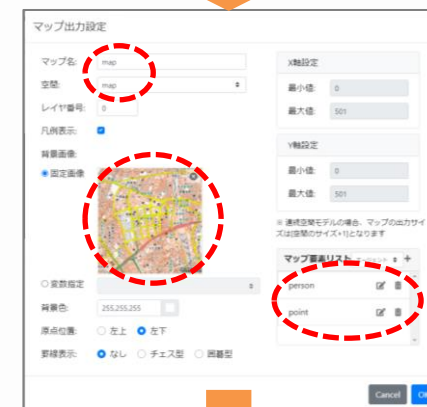 マップ出力設定
マップ名: map
空間: map
レイヤ番号: 0
凡例表示:
背景画像:
固定画像
変数指定
背景色: 255,255,255
原点位置: 左上 左下
罫線表示: なし チェス型 囲碁型
X軸設定
最小値: 0
最大値: 501
Y軸設定
最小値: 0
最大値: 501
※ 連続空間モデルの場合、マップの出力サイ
ズは(空間のサイズ+1)となります
マップ要素リスト +
person
point
Cancel
OK